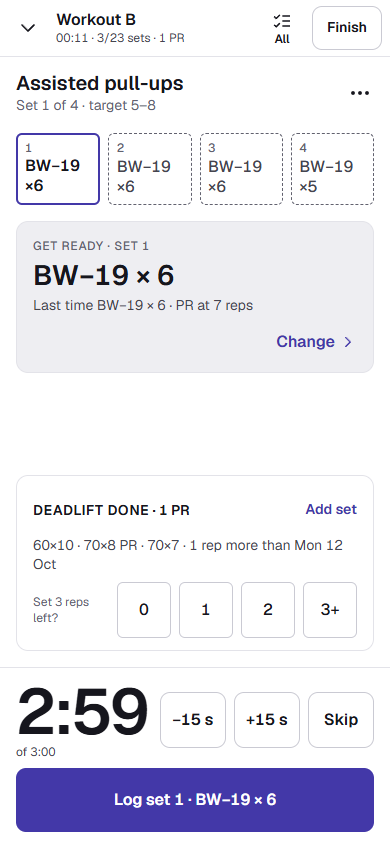 Workout B
00:11 · 3/23 sets · 1 PR
All
Finish
Assisted pull-ups
Set 1 of 4 · target 5–8
1
BW−19
×6
2
BW−19
×6
3
BW−19
×6
4
BW−19
×5
GET READY · SET 1
BW−19 × 6
Last time BW−19 × 6 · PR at 7 reps
Change
DEADLIFT DONE · 1 PR
Add set
60×10 · 70×8 PR · 70×7 · 1 rep more than Mon 12
Oct
Set 3 reps
left?
0
1
2
3+
2:59
of 3:00
−15 s
+15 s
Skip
Log set 1 · BW−19 × 6